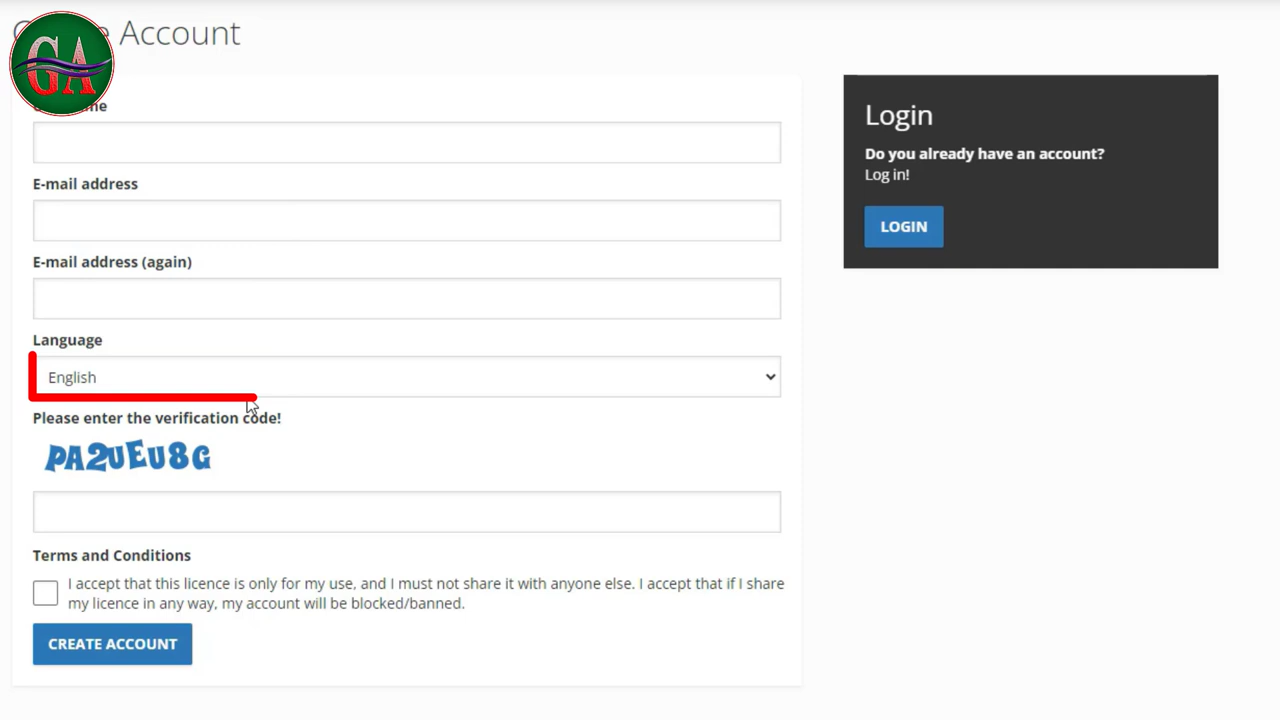 Account
GA
E-mail address
E-mail address (again)
Language
English
Please enter the verification code!
PA2UEU8G
Terms and Conditions
I accept that this licence is only for my use, and I must not share it with anyone else. I accept that if I share
my licence in any way, my account will be blocked/banned.
CREATE ACCOUNT
Login
Do you already have an account?
Log in!
LOGIN